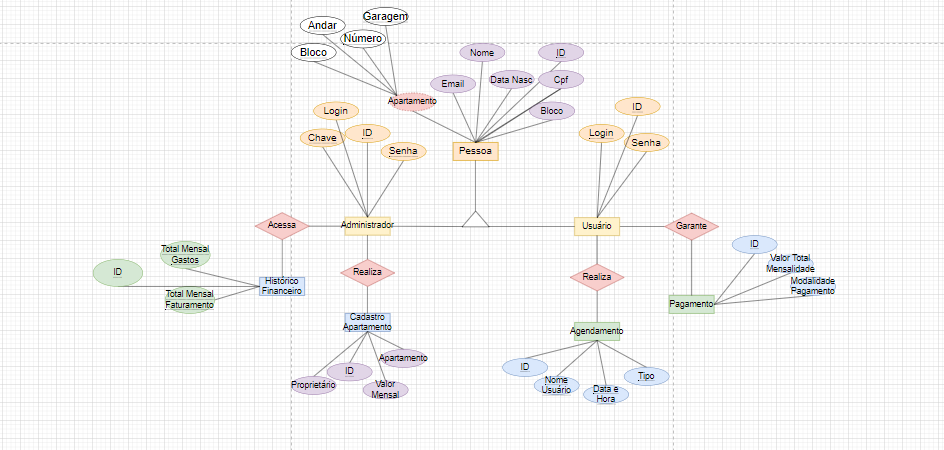 Garagem
Andar
Número
Bloco
Nome
ID
Email
Data Nasc
Cpf
Apartamento
Bloco
Login
ID
Chave
Senha
Pessoa
ID
Login
Senha
Acessa
Administrador
Usuário
Garante
Total Mensal
Gastos
ID
Total Mensal
Faturamento
Histórico
Financeiro
Realiza
Realiza
ID
Valor Total
Mensalidade
Modalidade
Pagamento
Pagamento
Cadastro
Apartamento
Agendamento
Apartamento
ID
Proprietário
Valor
Mensal
ID
Nome
Usuário
Data e
Hora
Tipo